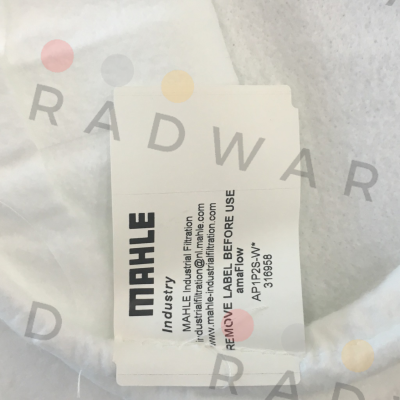 MAHLE
Industry
MAHLE Industrial Filtration
industrialfiltration@nl.mahle.com
www.mahle-industrialfiltration.com
REMOVE LABEL BEFORE USE
amaFlow
AP1P2S-W*
316958
RADWAR
RADWAR